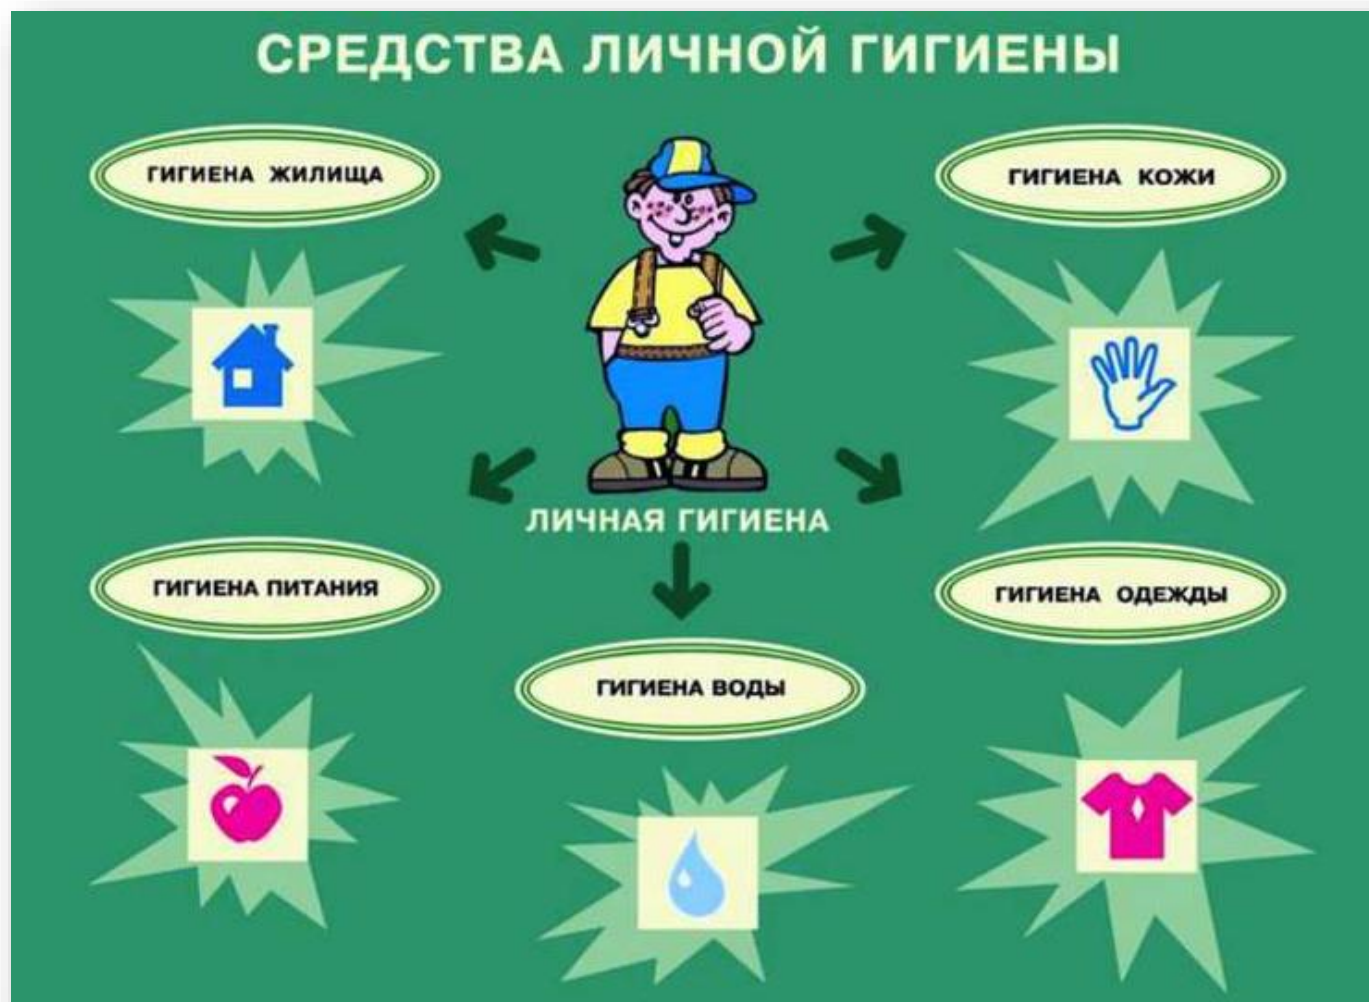 СРЕДСТВА ЛИЧНОЙ ГИГИЕНЫ
ГИГИЕНА ЖИЛИЩА
ГИГИЕНА КОЖИ
ЛИЧНАЯ ГИГИЕНА
ГИГИЕНА ПИТАНИЯ
ГИГИЕНА ОДЕЖДЫ
ГИГИЕНА ВОДЫ